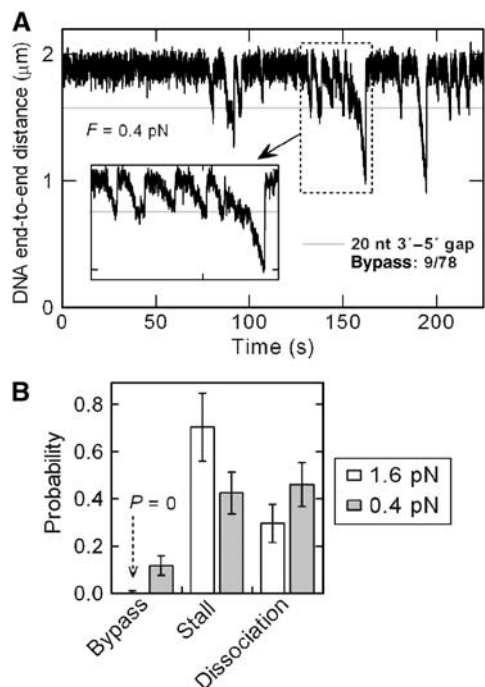 A
DNA end-to-end distance (μm)
2
1
0
F = 0.4 pN
20 nt 3´–5´ gap
Bypass: 9/78
0 50 100 150 200
Time (s)
B
Probability
0.8
0.6
0.4
0.2
0.0
P = 0
1.6 pN
0.4 pN
Bypass
Stall
Dissociation